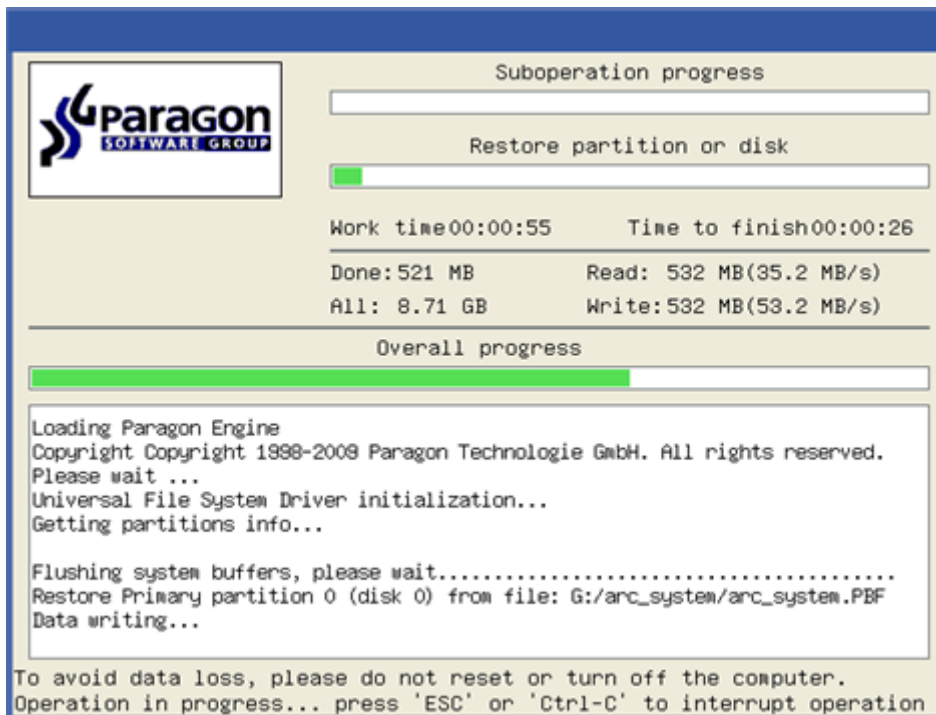 Paragon
SOFTWARE GROUP
Suboperation progress
Restore partition or disk
Work time00:00:55 Time to finish00:00:26
Done:521 MB Read: 532 MB(35.2 MB/s)
All: 8.71 GB Write:532 MB(53.2 MB/s)
Overall progress
Loading Paragon Engine
Copyright Copyright 1998-2009 Paragon Technologie GmbH. All rights reserved.
Please wait ...
Universal File System Driver initialization...
Getting partitions info...
Flushing system buffers, please wait.......................................
Restore Primary partition 0 (disk 0) from file: G:/arc_system/arc_system.PBF
Data writing...
To avoid data loss, please do not reset or turn off the computer.
Operation in progress... press 'ESC' or 'Ctrl-C' to interrupt operation